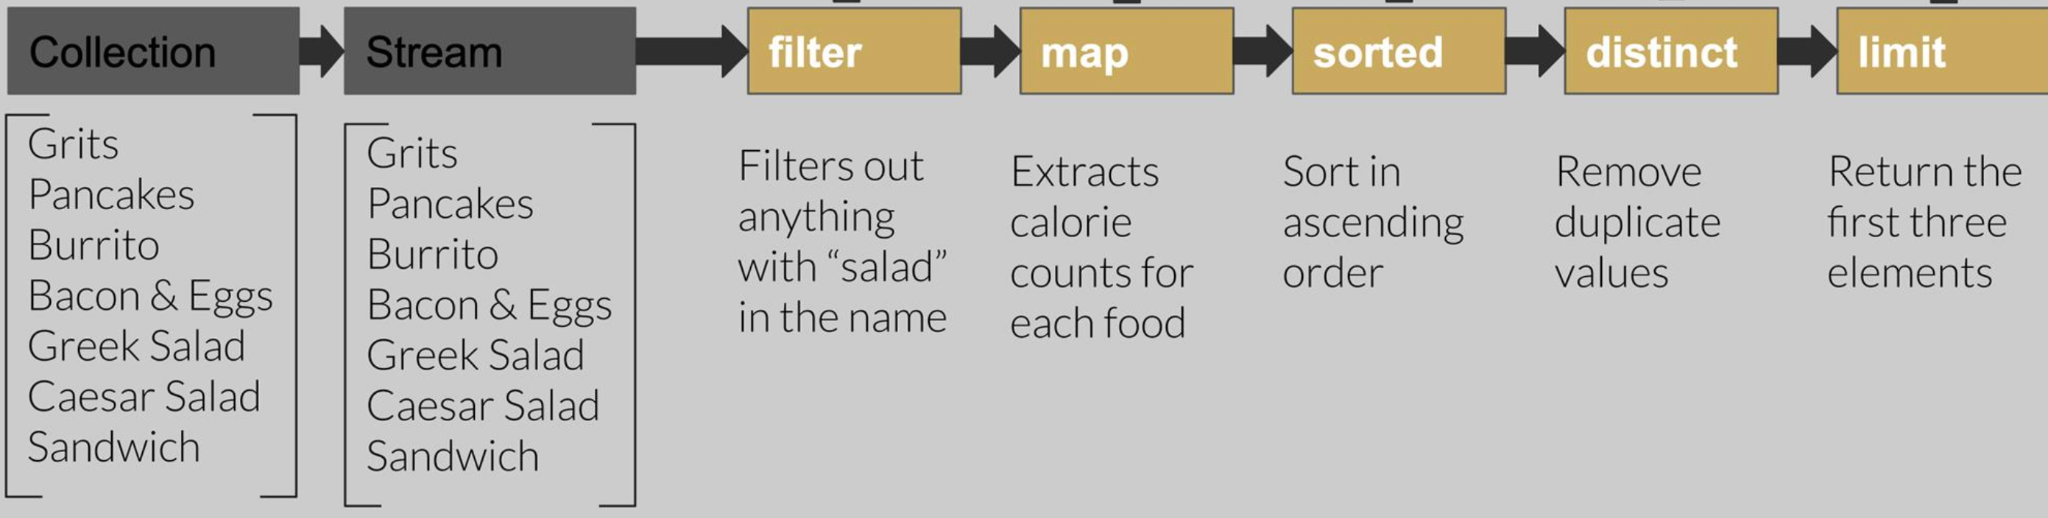 Collection
Stream
filter
map
sorted
distinct
limit
Grits
Pancakes
Burrito
Bacon & Eggs
Greek Salad
Caesar Salad
Sandwich
Grits
Pancakes
Burrito
Bacon & Eggs
Greek Salad
Caesar Salad
Sandwich
Filters out
anything
with “salad”
in the name
Extracts
calorie
counts for
each food
Sort in
ascending
order
Remove
duplicate
values
Return the
first three
elements